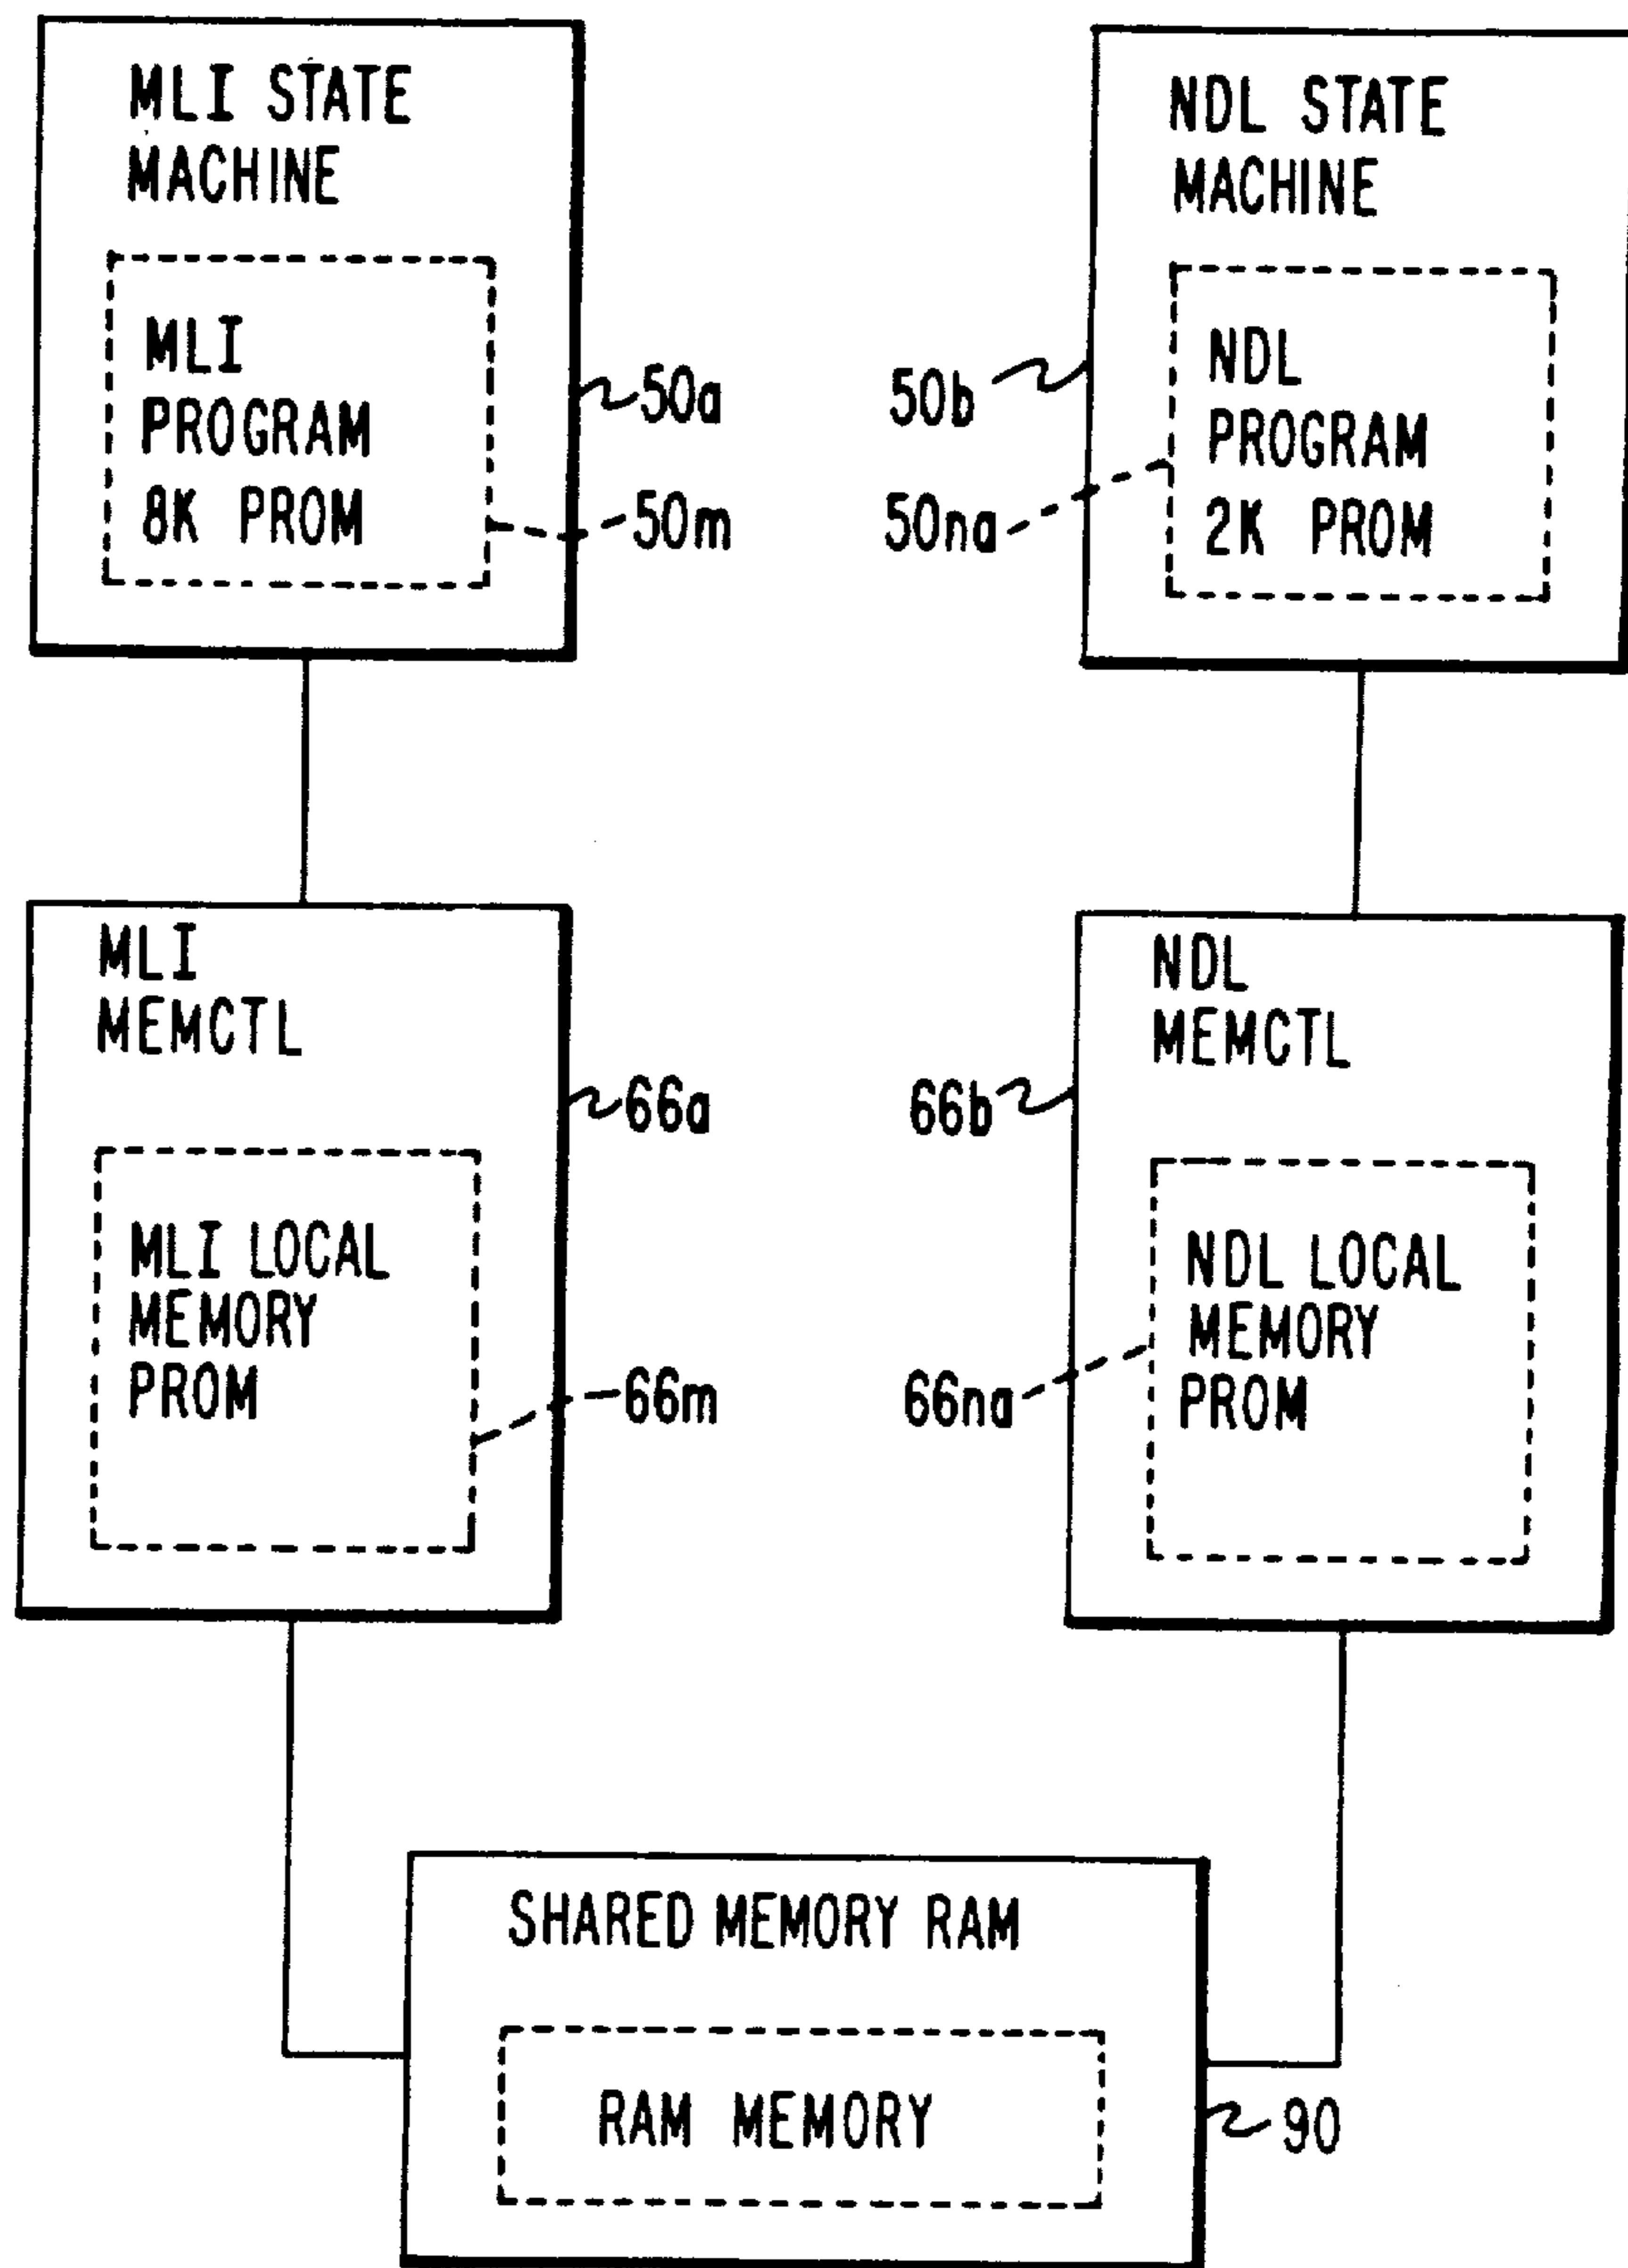 MLI STATE
MACHINE
MLI
PROGRAM
8K PROM
50a
50m
NDL STATE
MACHINE
NDL
PROGRAM
2K PROM
50b
50na
MLI
MEMCTL
MLI LOCAL
MEMORY
PROM
66a
66m
NDL
MEMCTL
NDL LOCAL
MEMORY
PROM
66b
66na
SHARED MEMORY RAM
RAM MEMORY
90